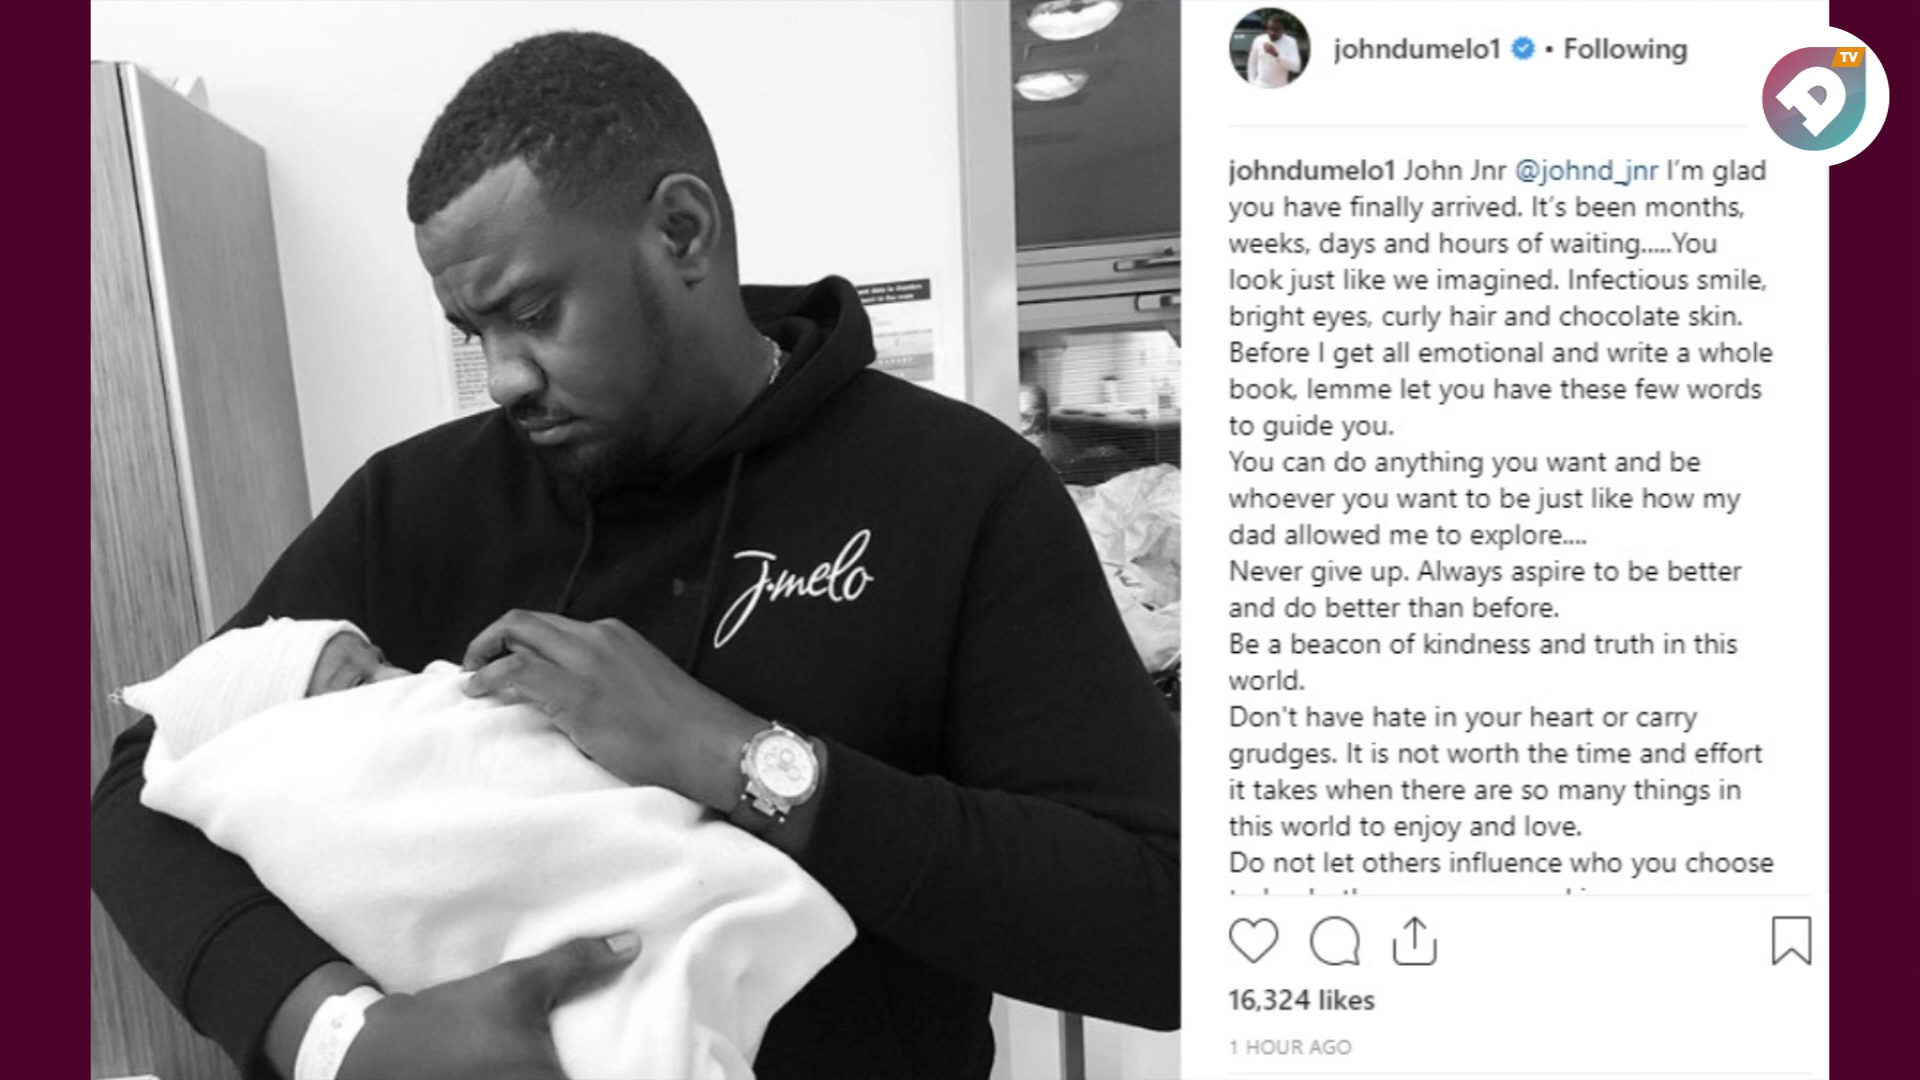 johndumelo1 • Following
TV
johndumelo1 John Jnr @johnd_jnr I'm glad
you have finally arrived. It's been months,
weeks, days and hours of waiting.....You
look just like we imagined. Infectious smile,
bright eyes, curly hair and chocolate skin.
Before I get all emotional and write a whole
book, lemme let you have these few words
to guide you.
You can do anything you want and be
whoever you want to be just like how my
dad allowed me to explore....
Never give up. Always aspire to be better
and do better than before.
Be a beacon of kindness and truth in this
world.
Don't have hate in your heart or carry
grudges. It is not worth the time and effort
it takes when there are so many things in
this world to enjoy and love.
Do not let others influence who you choose
16,324 likes
1 HOUR AGO
J.melo